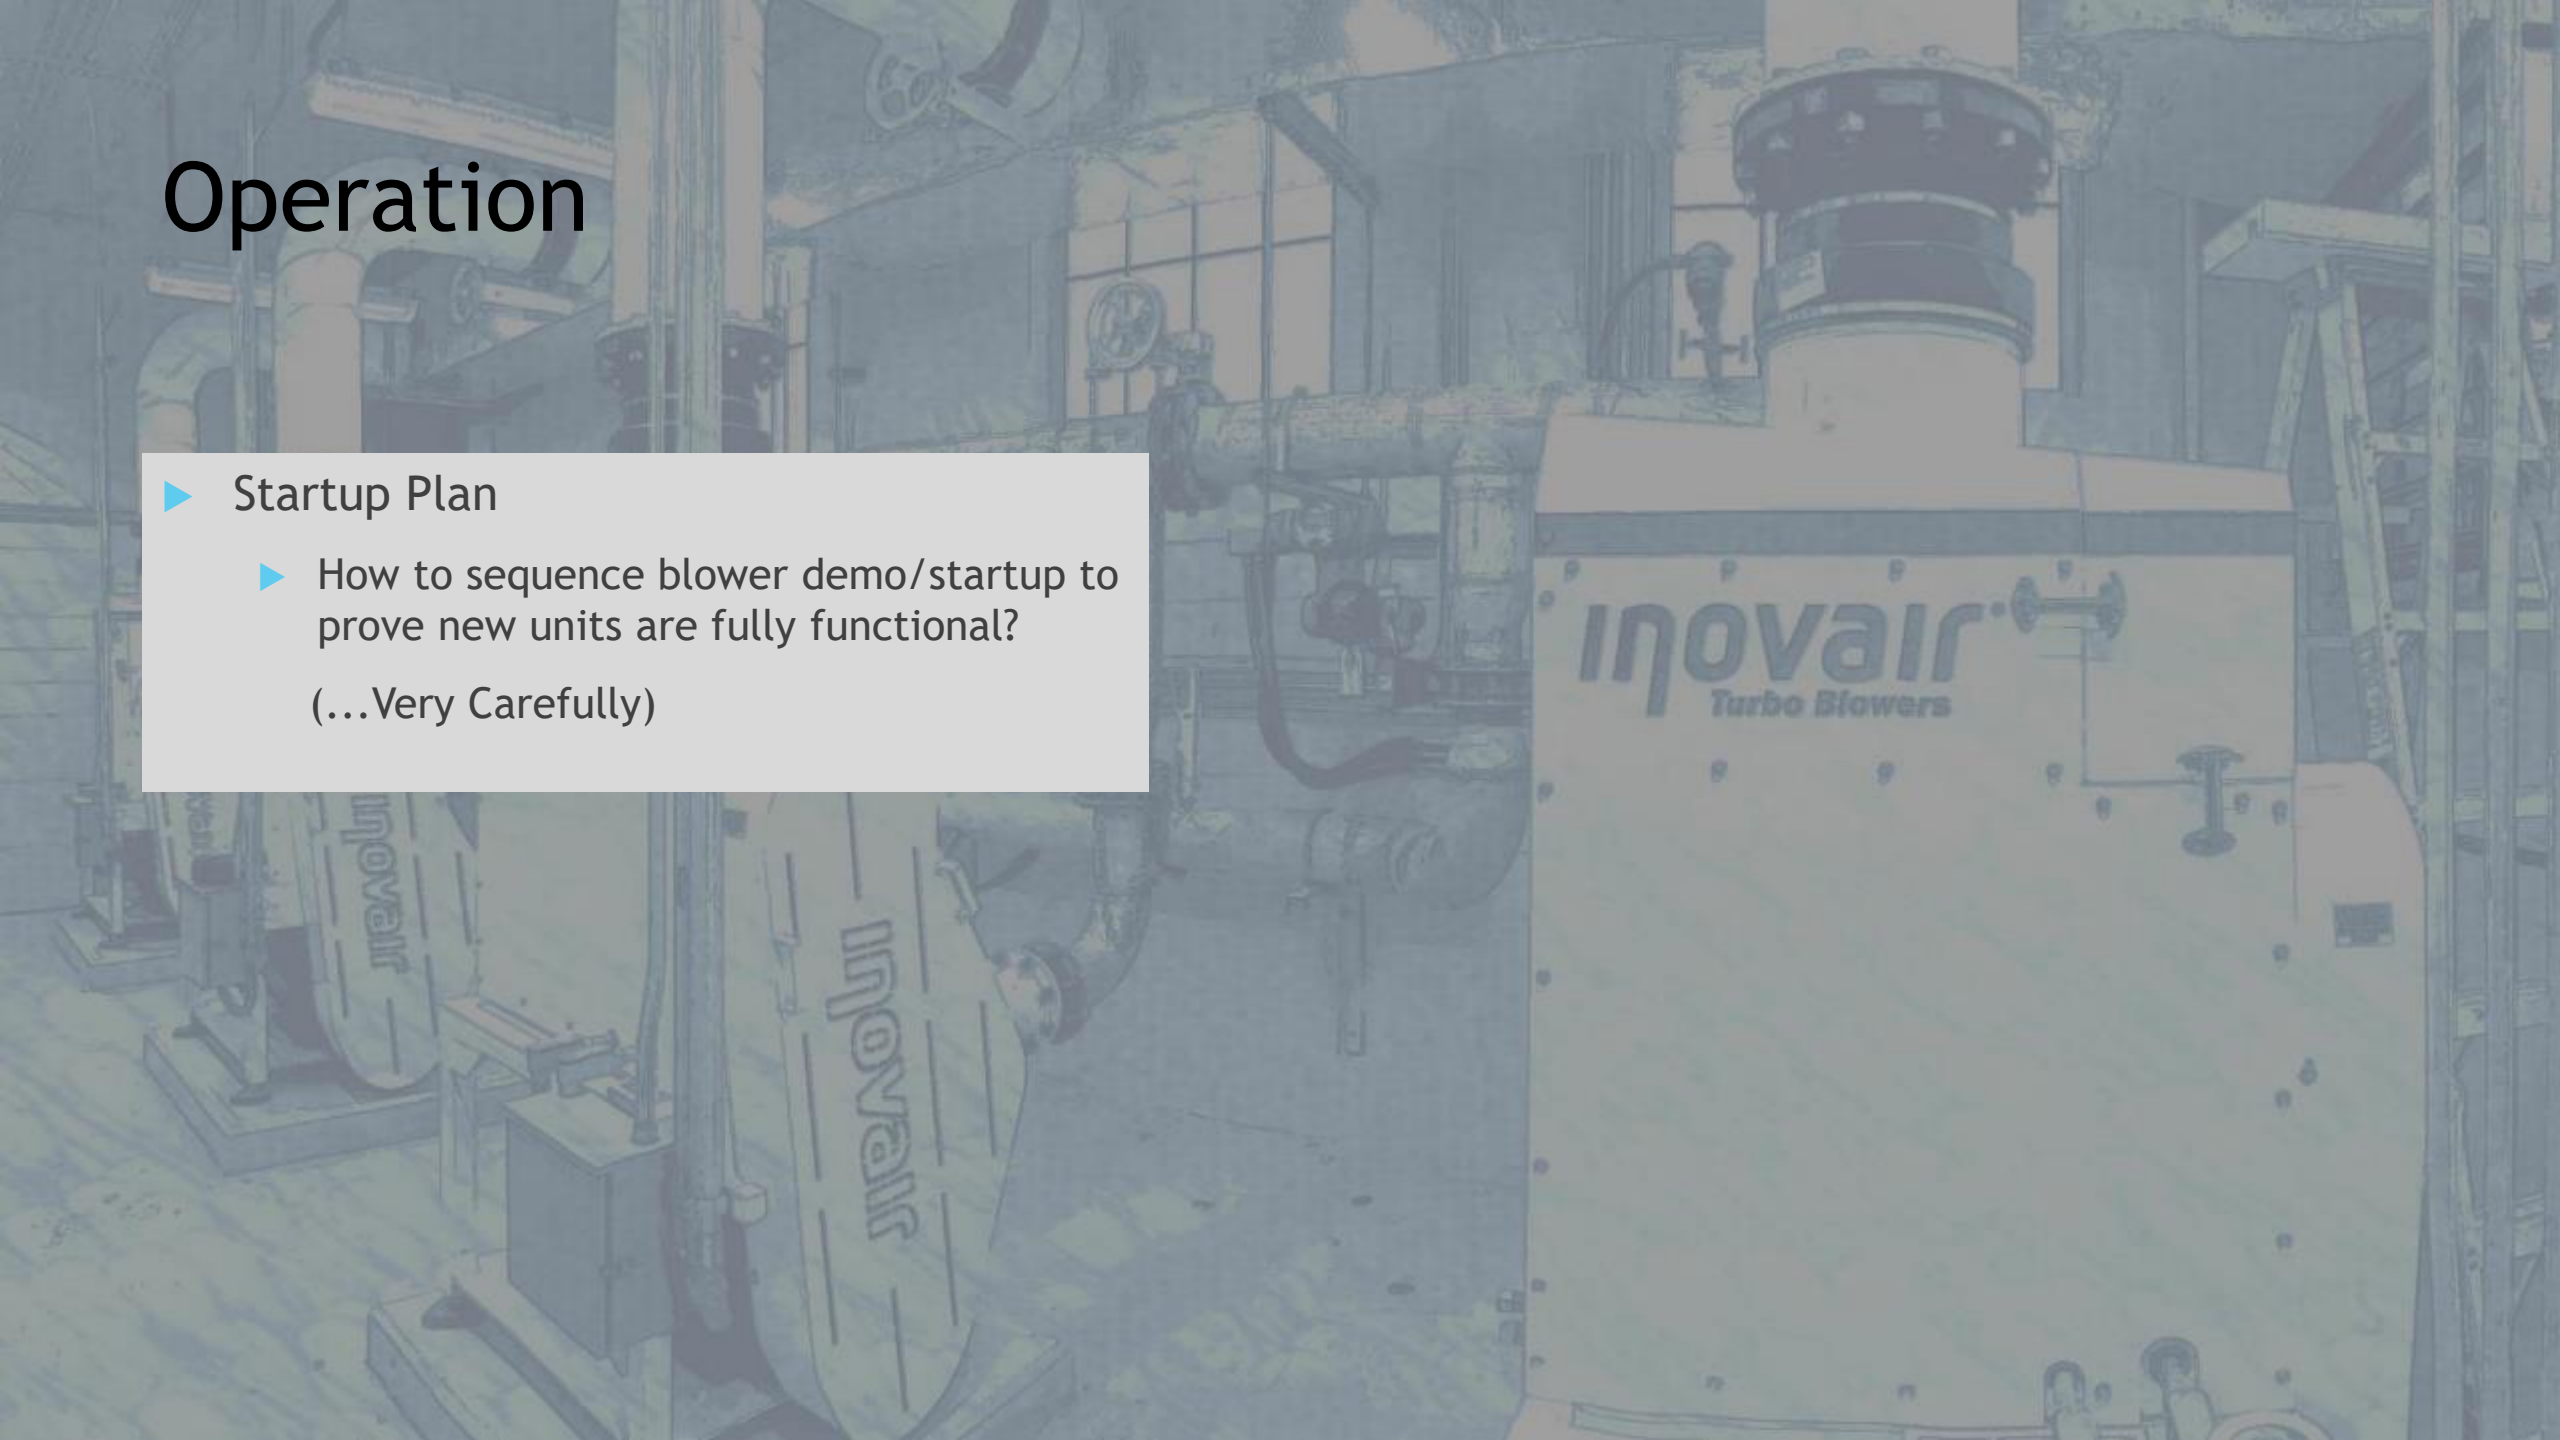 Operation
Startup Plan
How to sequence blower demo/startup to
prove new units are fully functional?
(...Very Carefully)
inovair
Turbo Blowers
inovair
inovair